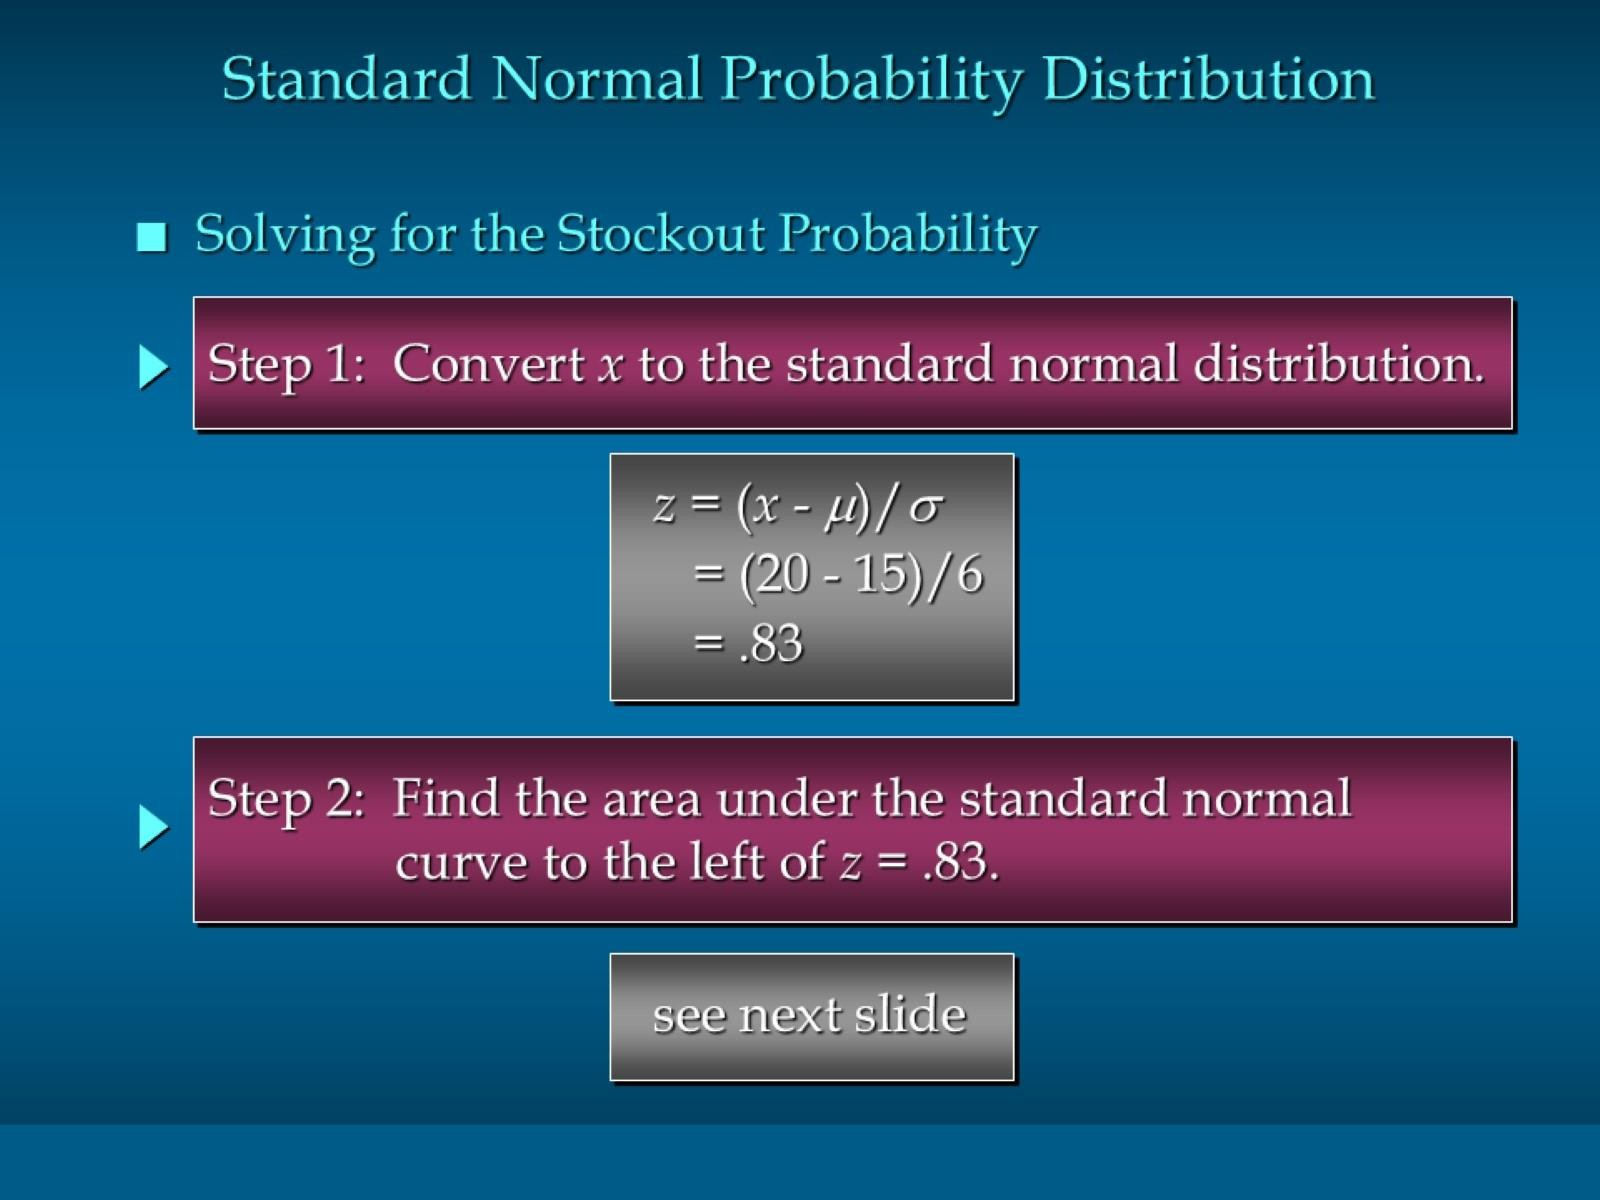 Standard Normal Probability Distribution
Solving for the Stockout Probability
Step 1:  Convert x to the standard normal distribution.
z = (x - μ)/σ
= (20 - 15)/6
= .83
Step 2:  Find the area under the standard normal
curve to the left of z = .83.
see next slide